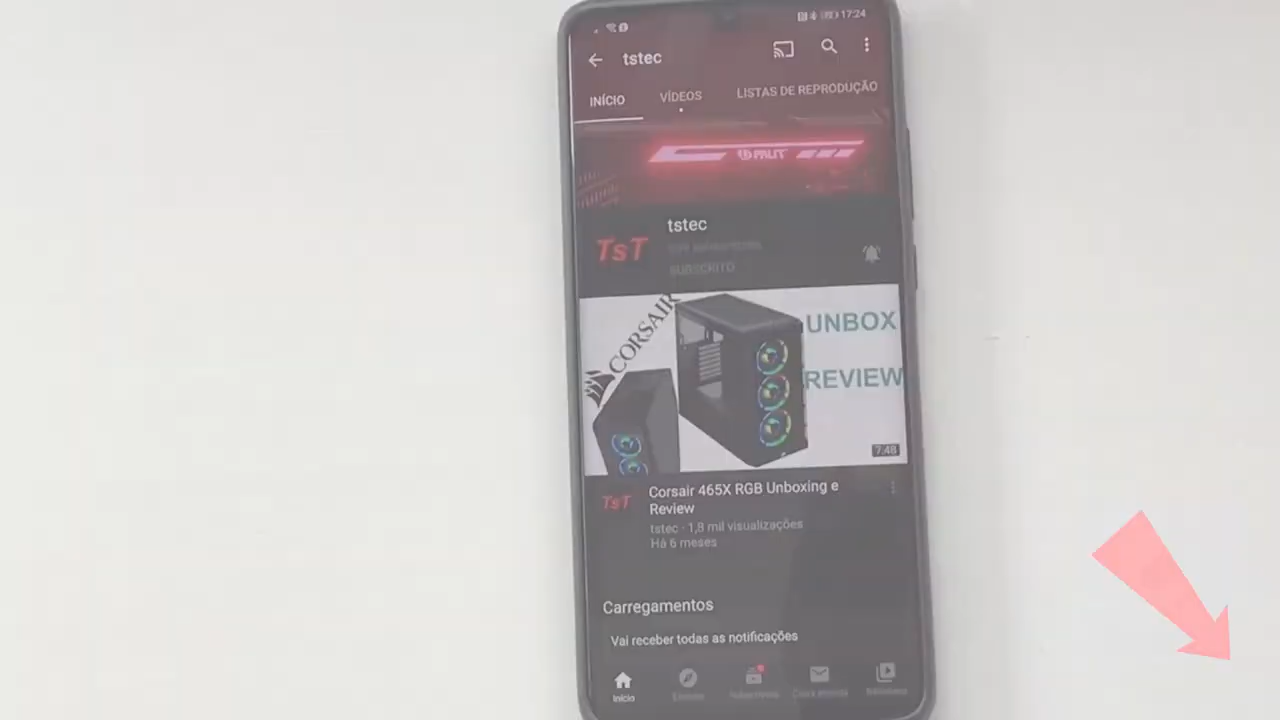 17:24
tstec
INÍCIO
VÍDEOS
LISTAS DE REPRODUÇÃO
PALIT
TsT
tstec
SUBSCRITO
CORSAIR
UNBOX
REVIEW
7:48
TsT
Corsair 465X RGB Unboxing e
Review
tstec · 1,8 mil visualizações
Há 6 meses
Carregamentos
Vai receber todas as notificações
Início